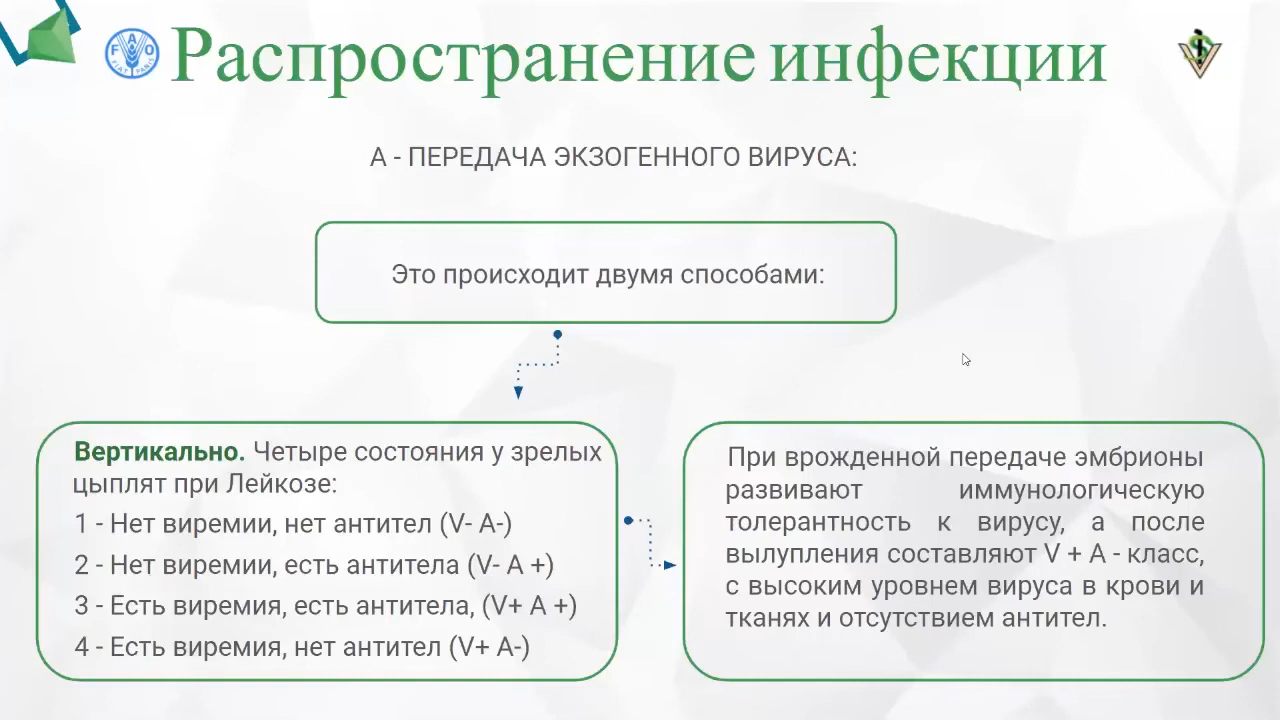 Распространение инфекции
F A O
FIAT PANIS
А - ПЕРЕДАЧА ЭКЗОГЕННОГО ВИРУСА:
Это происходит двумя способами:
Вертикально. Четыре состояния у зрелых
цыплят при Лейкозе:
1 - Нет виремии, нет антител (V- A-)
2 - Нет виремии, есть антитела (V- A +)
3 - Есть виремия, есть антитела, (V+ A +)
4 - Есть виремия, нет антител (V+ A-)
При врожденной передаче эмбрионы
развивают иммунологическую
толерантность к вирусу, а после
вылупления составляют V + A - класс,
с высоким уровнем вируса в крови и
тканях и отсутствием антител.